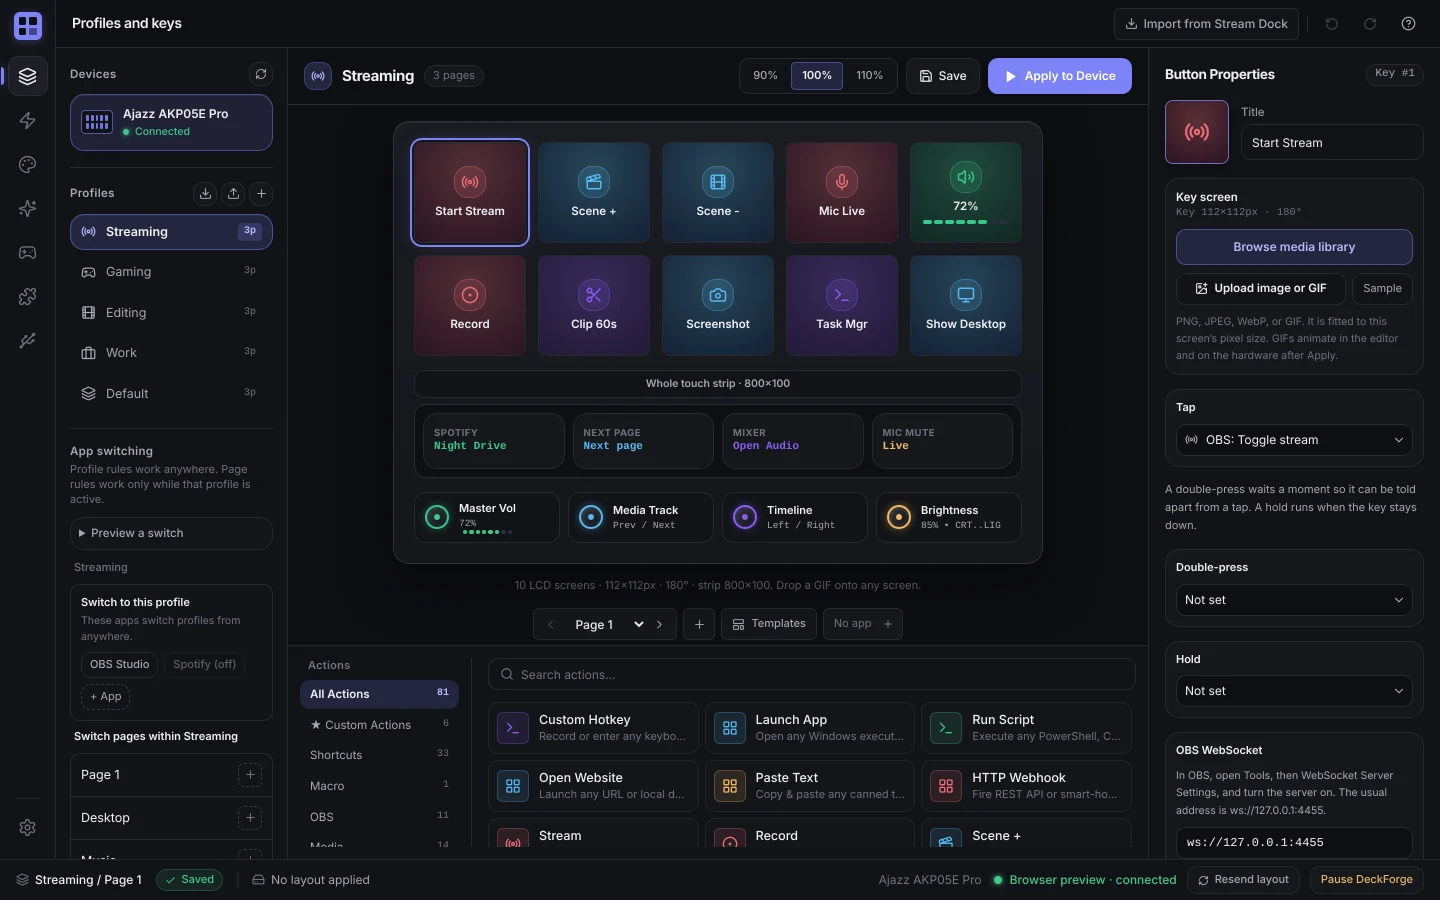 Profiles and keys
Import from Stream Dock
Devices
Ajazz AKP05E Pro
Connected
Profiles
Streaming 3p
Gaming 3p
Editing 3p
Work 3p
Default 3p
App switching
Profile rules work anywhere. Page
rules work only while that profile is
active.
Preview a switch
Streaming
Switch to this profile
These apps switch profiles from
anywhere.
OBS Studio Spotify (off)
+ App
Switch pages within Streaming
Page 1 +
Desktop +
Streaming 3 pages
90% 100% 110%
Save
Apply to Device
Start Stream Scene + Scene - Mic Live 72%
Record Clip 60s Screenshot Task Mgr Show Desktop
Whole touch strip · 800×100
SPOTIFY NEXT PAGE MIXER MIC MUTE
Night Drive Next page Open Audio Live
Master Vol Media Track Timeline Brightness
72% Prev / Next Left / Right 85% • CRT..LIG
10 LCD screens · 112×112px · 180° · strip 800×100. Drop a GIF onto any screen.
Page 1 + Templates No app +
Actions
All Actions 81
★ Custom Actions 6
Shortcuts 33
Macro 1
OBS 11
Media 14
Search actions...
Custom Hotkey
Record or enter any keybo...
Launch App
Open any Windows execut...
Run Script
Execute any PowerShell, C...
Open Website
Launch any URL or local d...
Paste Text
Copy & paste any canned t...
HTTP Webhook
Fire REST API or smart-ho...
Stream
Record
Scene +
Button Properties Key #1
Title
Start Stream
Key screen
Key 112×112px · 180°
Browse media library
Upload image or GIF Sample
PNG, JPEG, WebP, or GIF. It is fitted to this
screen's pixel size. GIFs animate in the editor
and on the hardware after Apply.
Tap
OBS: Toggle stream
A double-press waits a moment so it can be told
apart from a tap. A hold runs when the key stays
down.
Double-press
Not set
Hold
Not set
OBS WebSocket
In OBS, open Tools, then WebSocket Server
Settings, and turn the server on. The usual
address is ws://127.0.0.1:4455.
ws://127.0.0.1:4455
Streaming / Page 1 Saved No layout applied
Ajazz AKP05E Pro Browser preview · connected Resend layout Pause DeckForge